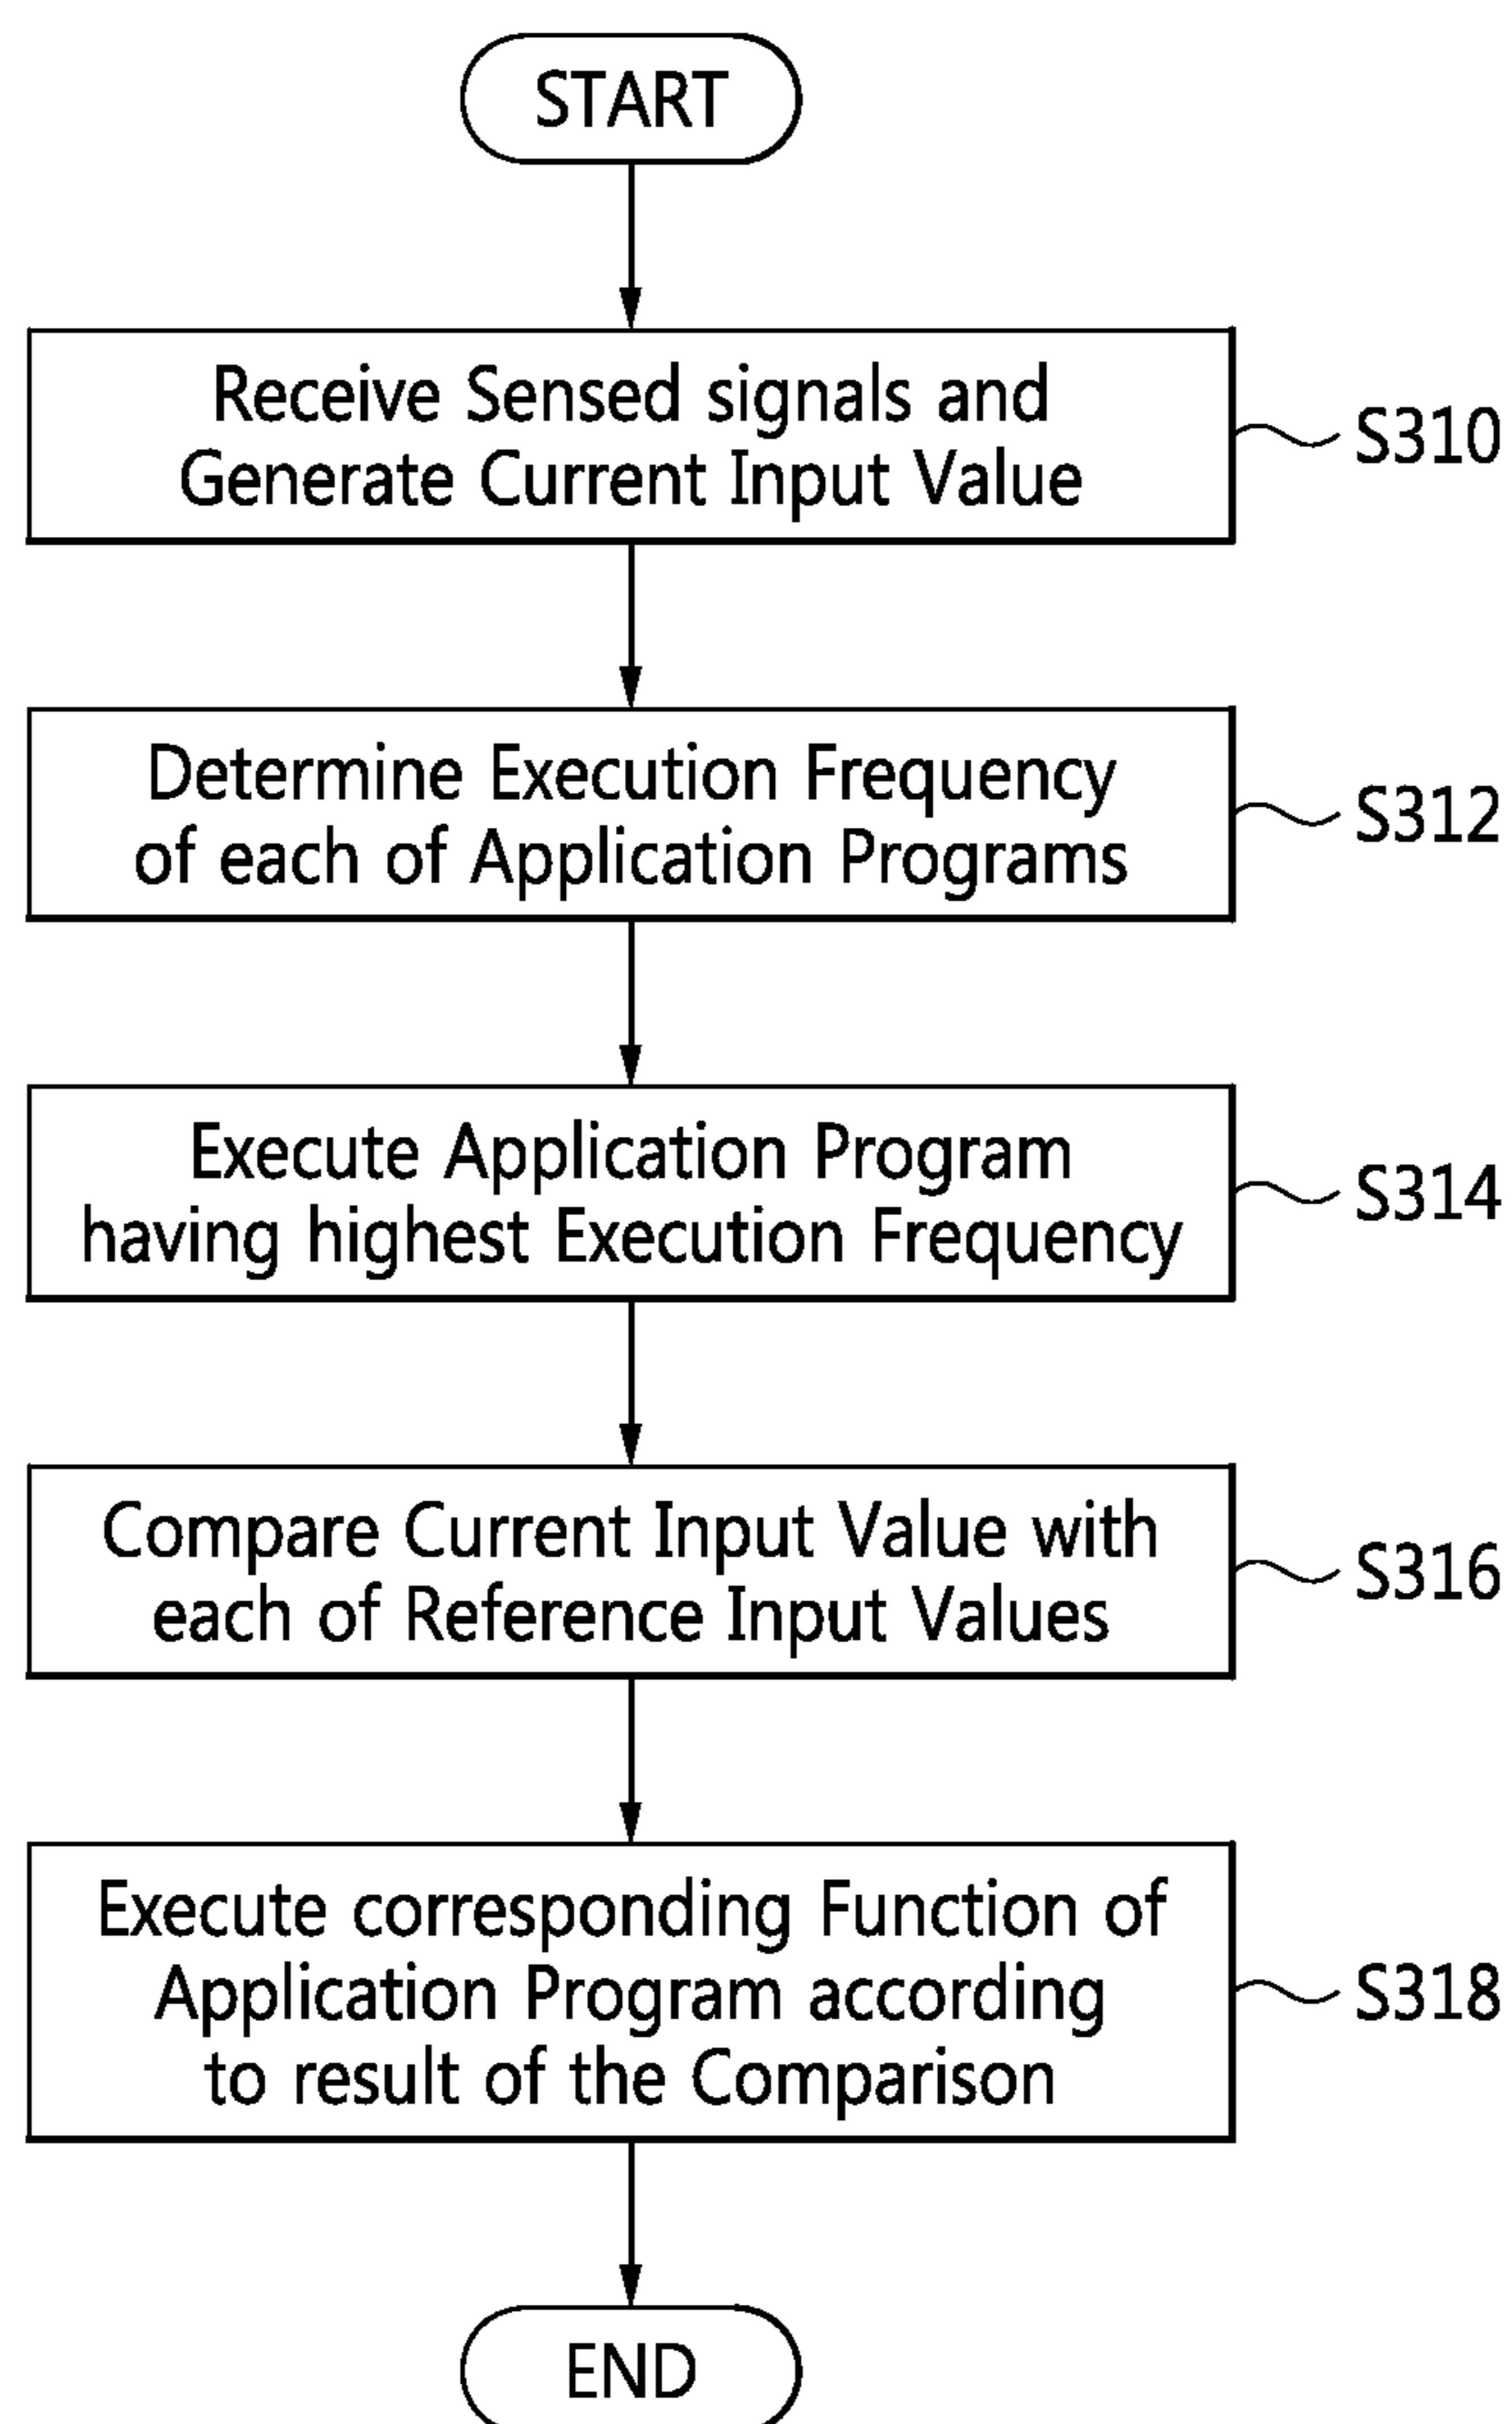 START
Receive Sensed signals and
Generate Current Input Value
S310
Determine Execution Frequency
of each of Application Programs
S312
Execute Application Program
having highest Execution Frequency
S314
Compare Current Input Value with
each of Reference Input Values
S316
Execute corresponding Function of
Application Program according
to result of the Comparison
S318
END